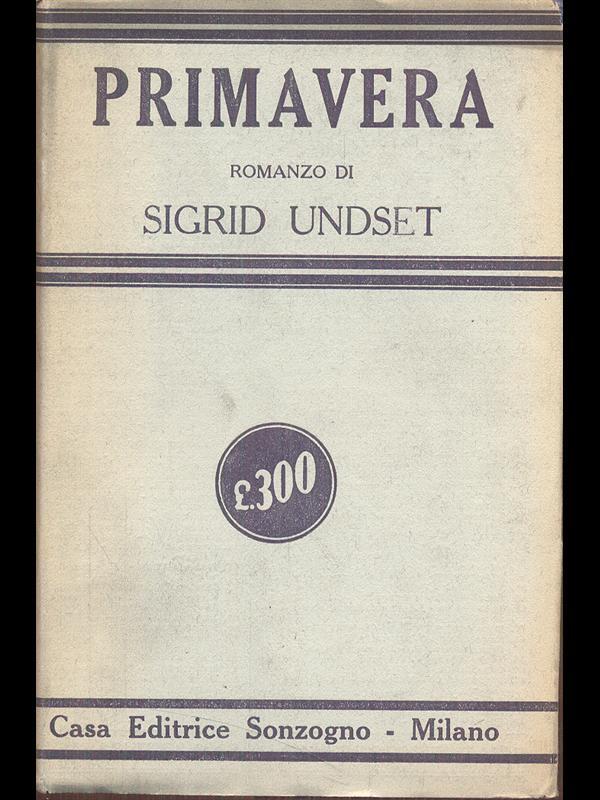 PRIMAVERA
ROMANZO DI
SIGRID UNDSET
£.300
Casa Editrice Sonzogno - Milano